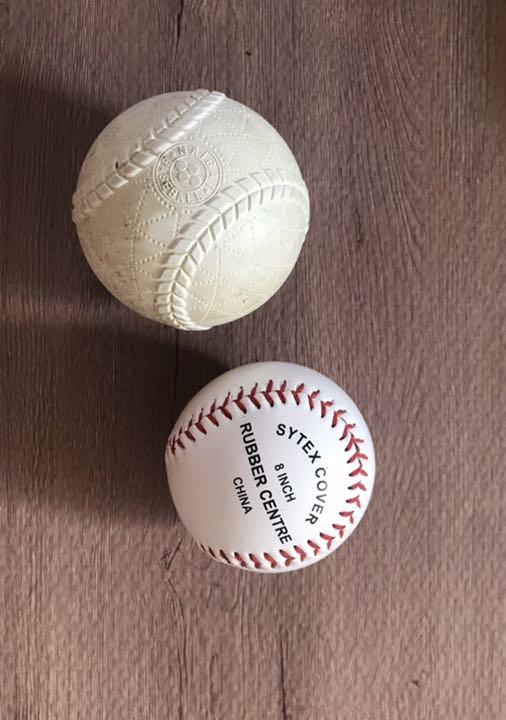 SYTEX COVER
8 INCH
RUBBER CENTRE
CHINA